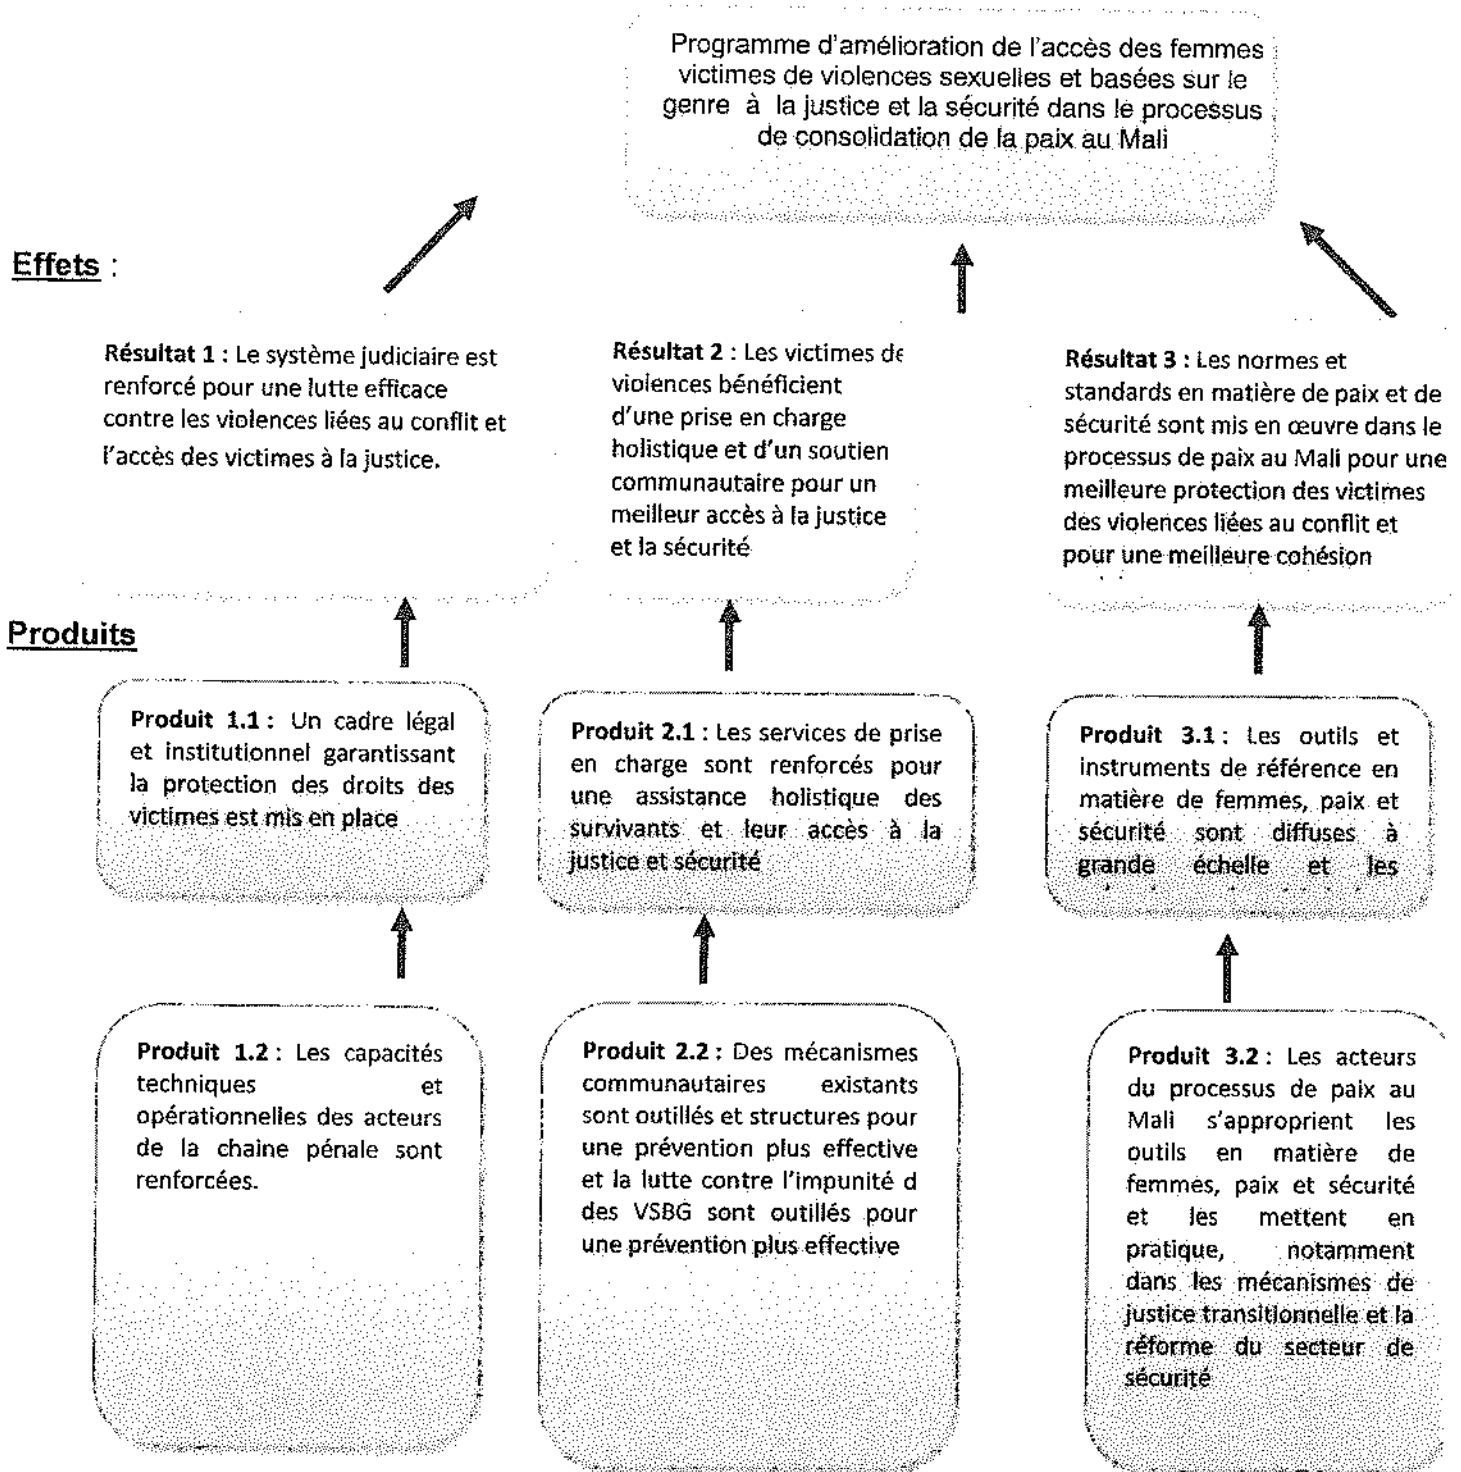 Programme d'amélioration de l'accès des femmes
victimes de violences sexuelles et basées sur le
genre à la justice et la sécurité dans le processus
de consolidation de la paix au Mali
Effets :
Résultat 1 : Le système judiciaire est
renforcé pour une lutte efficace
contre les violences liées au conflit et
l'accès des victimes à la justice.
Résultat 2 : Les victimes de
violences bénéficient
d'une prise en charge
holistique et d'un soutien
communautaire pour un
meilleur accès à la justice
et la sécurité
Résultat 3 : Les normes et
standards en matière de paix et de
sécurité sont mis en œuvre dans le
processus de paix au Mali pour une
meilleure protection des victimes
des violences liées au conflit et
pour une meilleure cohésion
Produits
Produit 1.1 : Un cadre légal
et institutionnel garantissant
la protection des droits des
victimes est mis en place
Produit 2.1 : Les services de prise
en charge sont renforcés pour
une assistance holistique des
survivants et leur accès à la
justice et sécurité
Produit 3.1 : Les outils et
instruments de référence en
matière de femmes, paix et
sécurité sont diffuses à
grande échelle et les
Produit 1.2 : Les capacités
techniques et
opérationnelles des acteurs
de la chaine pénale sont
renforcées.
Produit 2.2 : Des mécanismes
communautaires existants
sont outillés et structures pour
une prévention plus effective
et la lutte contre l'impunité d
des VSBG sont outillés pour
une prévention plus effective
Produit 3.2 : Les acteurs
du processus de paix au
Mali s'approprient les
outils en matière de
femmes, paix et sécurité
et les mettent en
pratique, notamment
dans les mécanismes de
justice transitionnelle et la
réforme du secteur de
sécurité